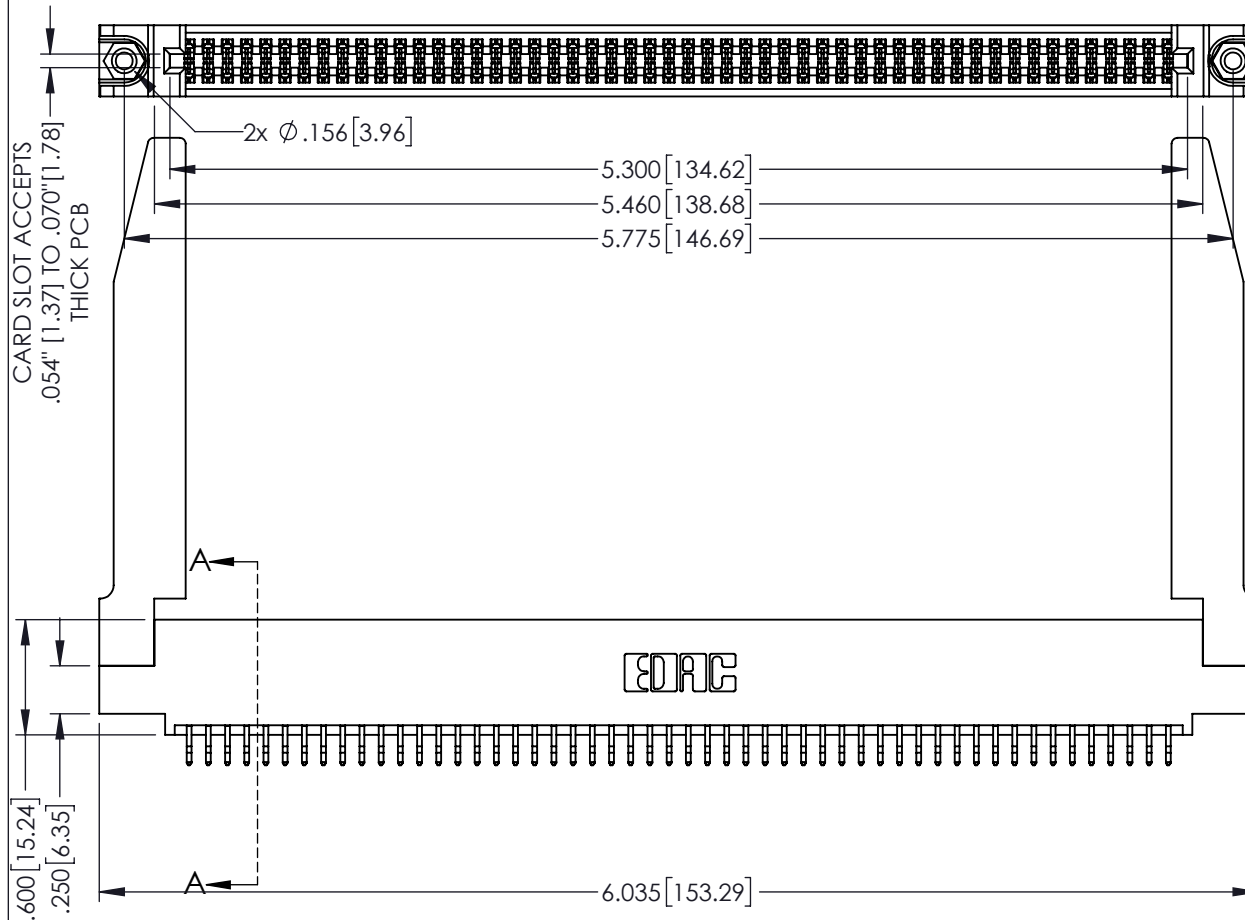 2x ∅ .156[3.96]
5.300[134.62]
5.460[138.68]
5.775[146.69]
CARD SLOT ACCEPTS
.054" [1.37] TO .070"[1.78]
THICK PCB
A
EDAC
.600[15.24]
.250[6.35]
A
6.035[153.29]